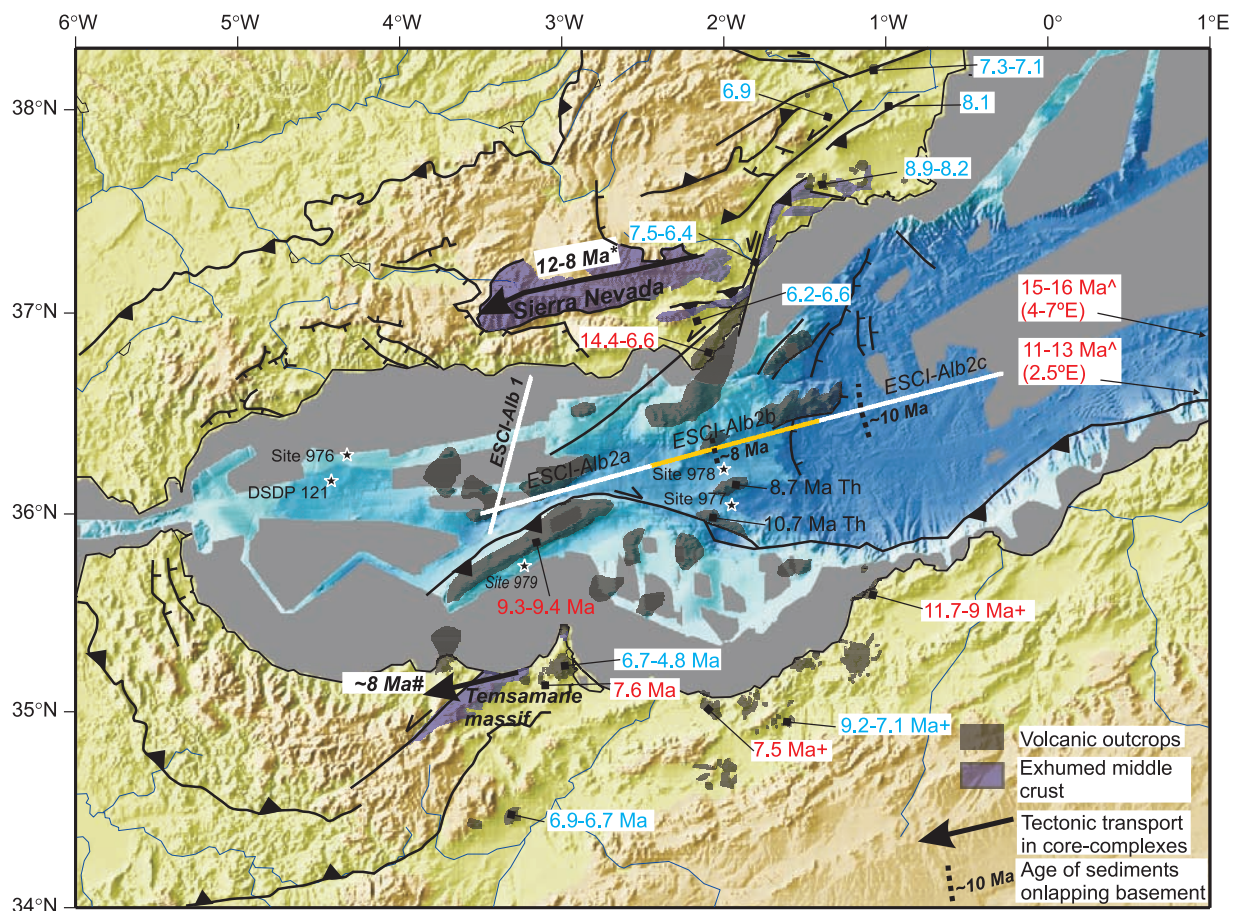 6°W
5°W
4°W
3°W
2°W
1°W
0°
1°E
38°N
37°N
36°N
35°N
34°N
7.3-7.1
6.9
8.1
8.9-8.2
7.5-6.4
12-8 Ma*
Sierra Nevada
6.2-6.6
14.4-6.6
15-16 Ma^
(4-7ºE)
11-13 Ma^
(2.5ºE)
ESCI-Alb 1
ESCI-Alb2c
~10 Ma
ESCI-Alb2b
~8 Ma
ESCI-Alb2a
Site 976
DSDP 121
Site 978
8.7 Ma Th
Site 977
10.7 Ma Th
Site 979
9.3-9.4 Ma
11.7-9 Ma+
6.7-4.8 Ma
~8 Ma#
7.6 Ma
Temsamane
massif
9.2-7.1 Ma+
7.5 Ma+
6.9-6.7 Ma
Volcanic outcrops
Exhumed middle
crust
Tectonic transport
in core-complexes
~10 Ma
Age of sediments
onlapping basement